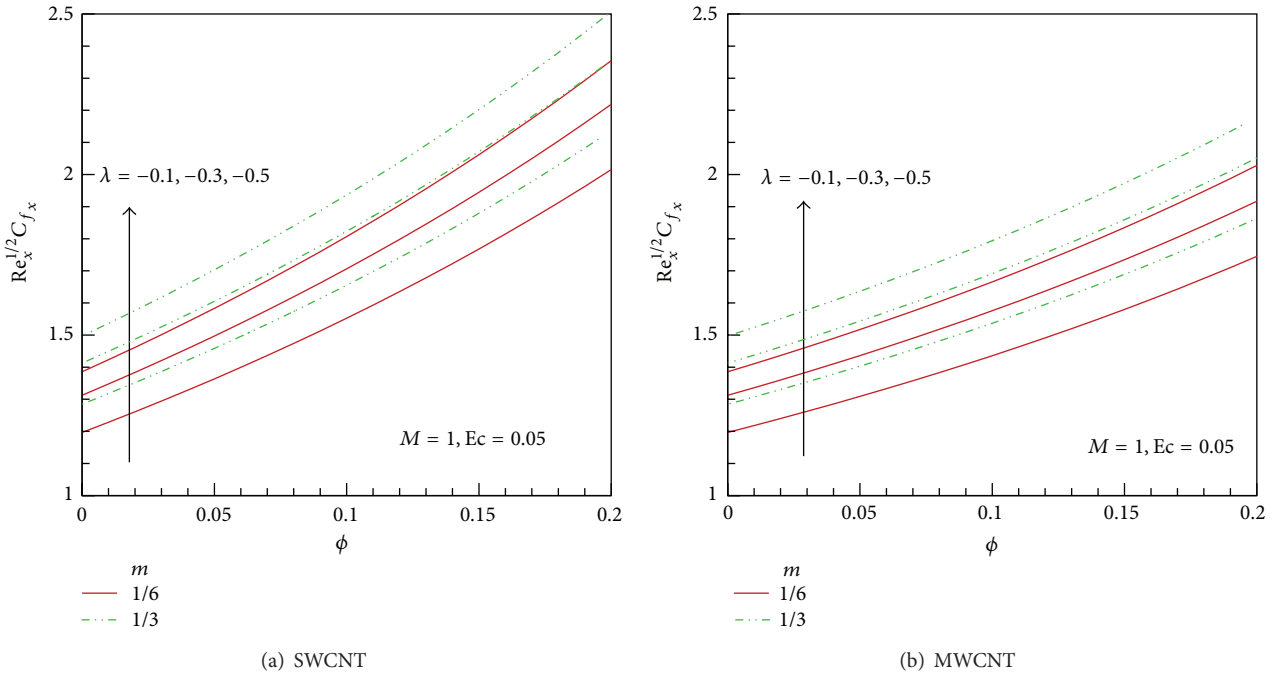 2.5
2
1.5
1
Re_x^{1/2}C_{f_x}
λ = −0.1, −0.3, −0.5
M = 1, Ec = 0.05
0 0.05 0.1 0.15 0.2
ϕ
m
1/6
1/3
(a) SWCNT
2.5
2
1.5
1
Re_x^{1/2}C_{f_x}
λ = −0.1, −0.3, −0.5
M = 1, Ec = 0.05
0 0.05 0.1 0.15 0.2
ϕ
m
1/6
1/3
(b) MWCNT